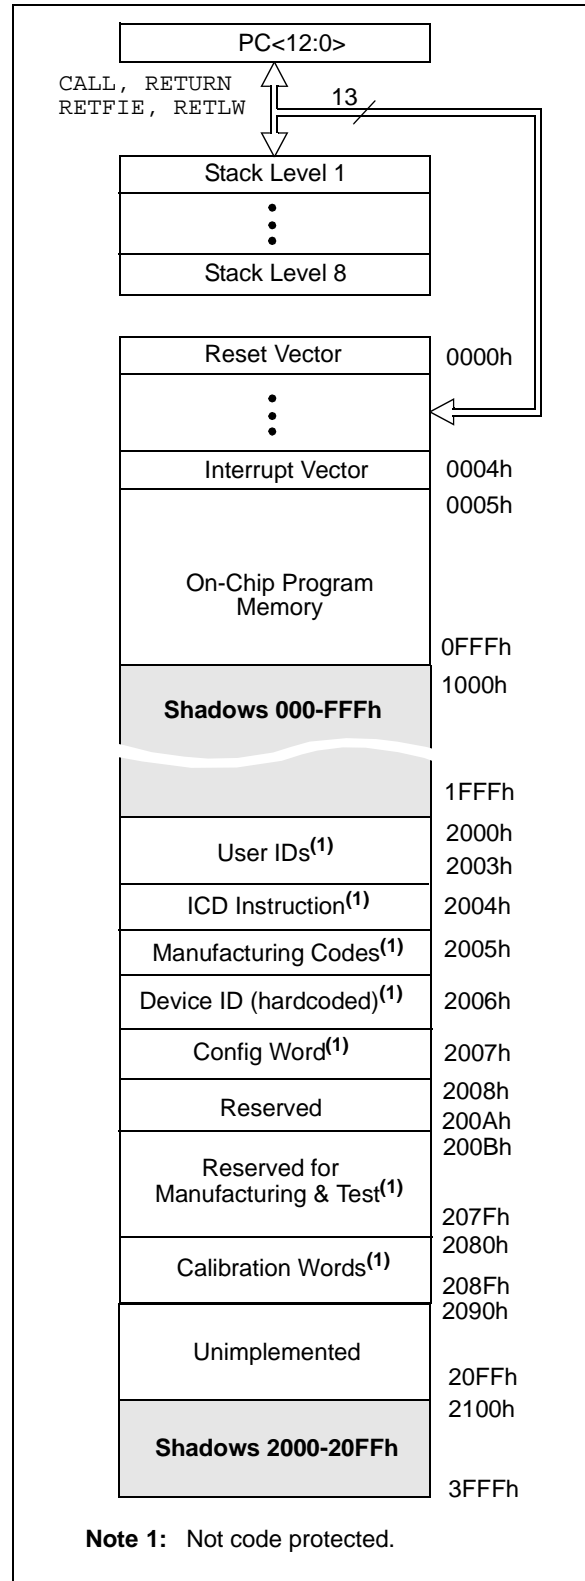 PC<12:0>
CALL, RETURN
RETFIE, RETLW
13
Stack Level 1
Stack Level 8
Reset Vector
0000h
Interrupt Vector
0004h
0005h
On-Chip Program
Memory
0FFFh
1000h
Shadows 000-FFFh
1FFFh
2000h
User IDs(1)
2003h
ICD Instruction(1)
2004h
Manufacturing Codes(1)
2005h
Device ID (hardcoded)(1)
2006h
Config Word(1)
2007h
2008h
Reserved
200Ah
200Bh
Reserved for
Manufacturing & Test(1)
207Fh
2080h
Calibration Words(1)
208Fh
2090h
Unimplemented
20FFh
2100h
Shadows 2000-20FFh
3FFFh
Note 1: Not code protected.